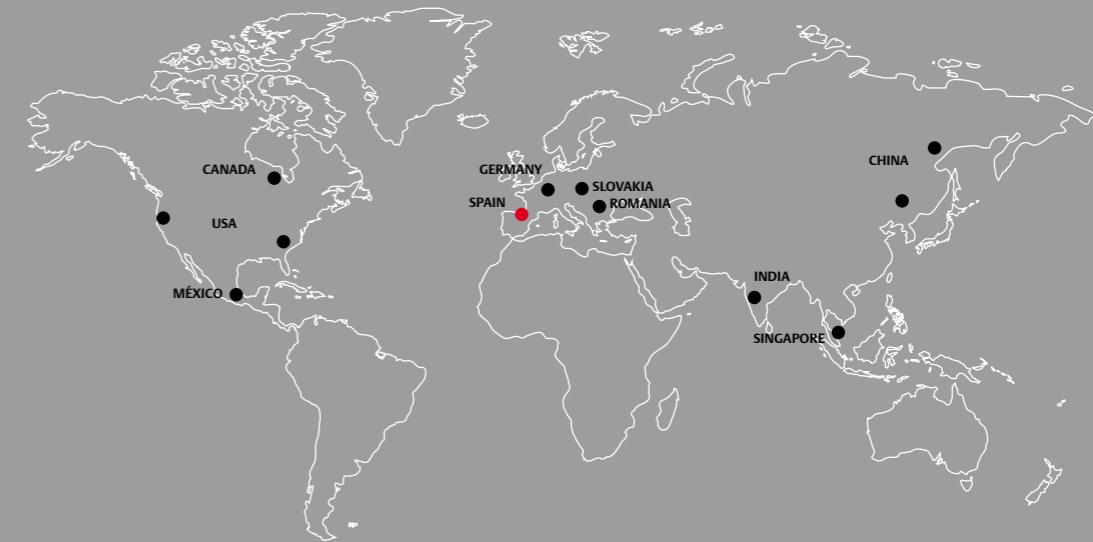 CANADA
USA
MÉXICO
GERMANY
SPAIN
SLOVAKIA
ROMANIA
CHINA
INDIA
SINGAPORE